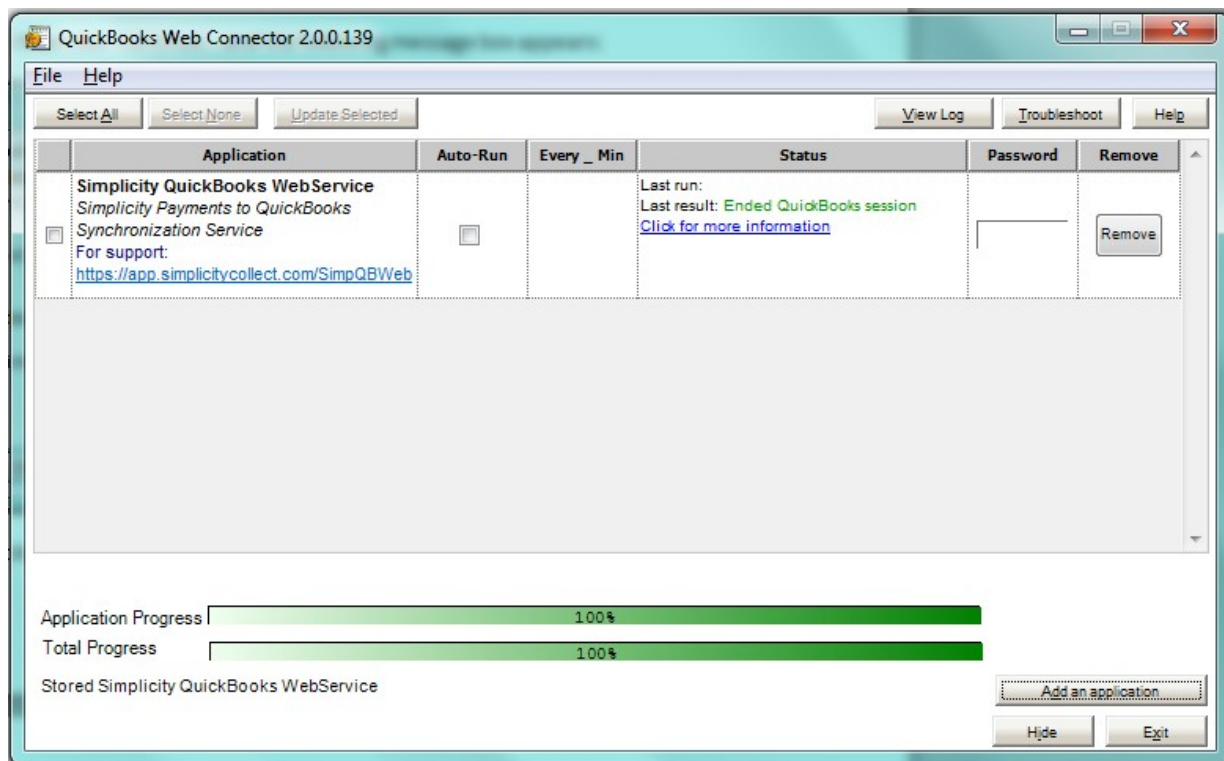 QuickBooks Web Connector 2.0.0.139
File Help
Select All Select None Update Selected View Log Troubleshoot Help
Application Auto-Run Every _ Min Status Password Remove
Simplicity QuickBooks WebService
Simplicity Payments to QuickBooks
Synchronization Service
For support:
https://app.simplicitycollect.com/SimpQBWeb
Last run:
Last result: Ended QuickBooks session
Click for more information
Remove
Application Progress 100%
Total Progress 100%
Stored Simplicity QuickBooks WebService
Add an application
Hide Exit